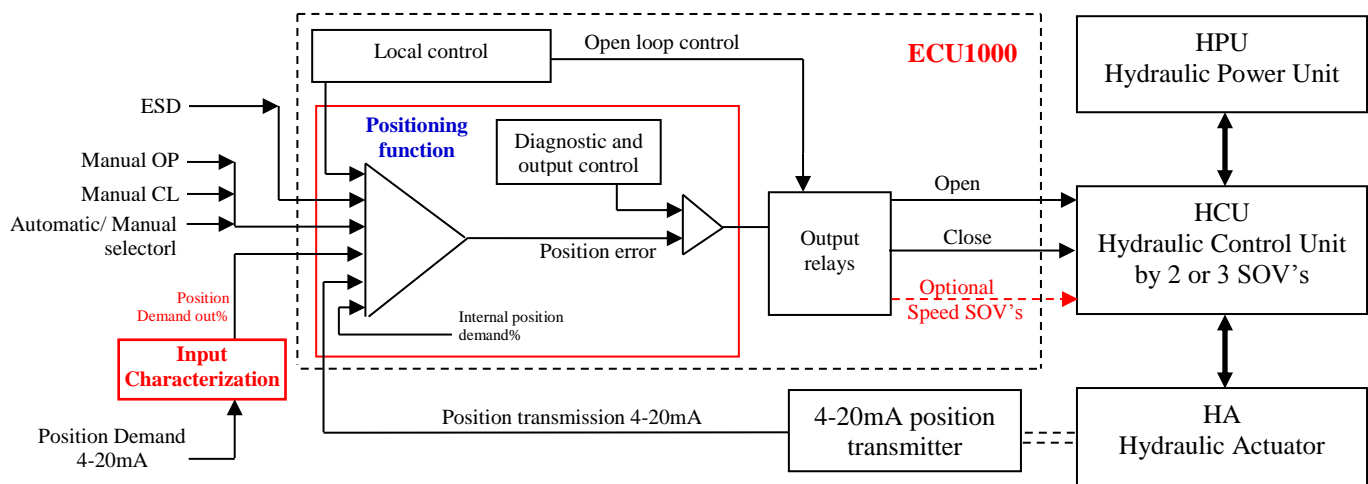 Local control
Open loop control
ECU1000
HPU
Hydraulic Power Unit
ESD
Positioning
function
Diagnostic and
output control
Manual OP
Manual CL
Automatic/ Manual
selectorl
Open
Close
Position error
Output
relays
HCU
Hydraulic Control Unit
by 2 or 3 SOV's
Optional
Speed SOV's
Position
Demand out%
Internal position
demand%
Input
Characterization
Position Demand
4-20mA
Position transmission 4-20mA
4-20mA position
transmitter
HA
Hydraulic Actuator